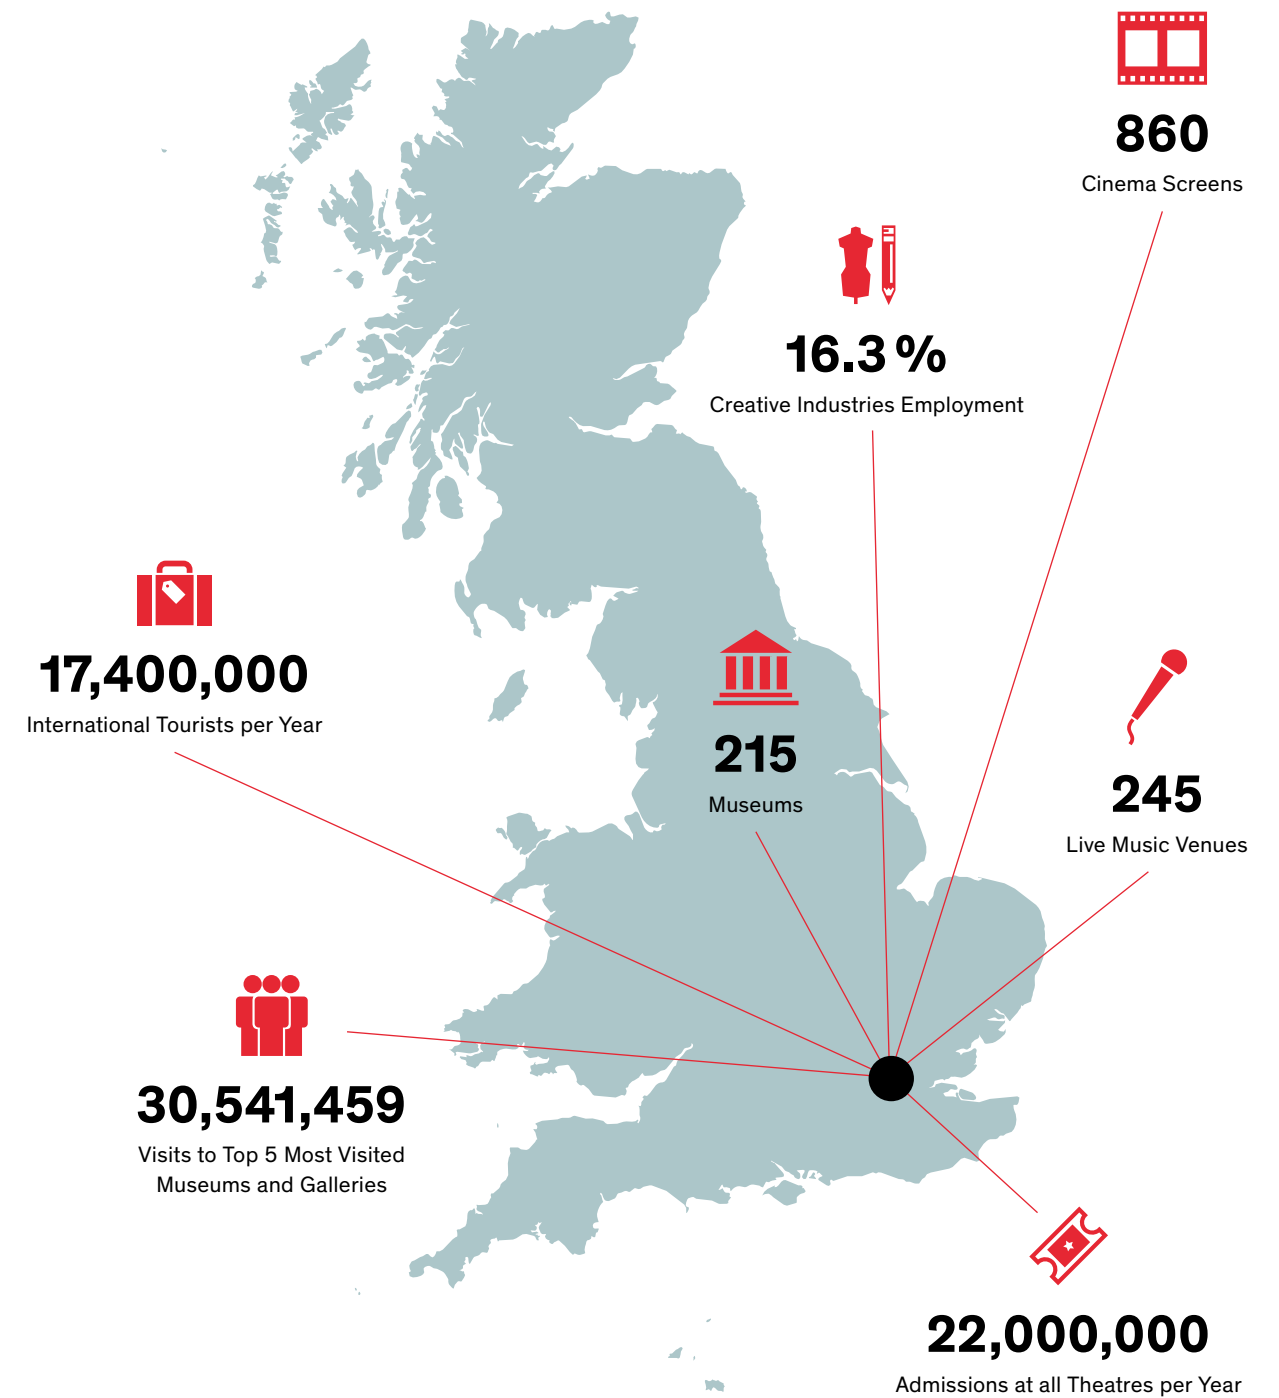 860
Cinema Screens
16.3 %
Creative Industries Employment
17,400,000
International Tourists per Year
215
Museums
245
Live Music Venues
30,541,459
Visits to Top 5 Most Visited
Museums and Galleries
22,000,000
Admissions at all Theatres per Year